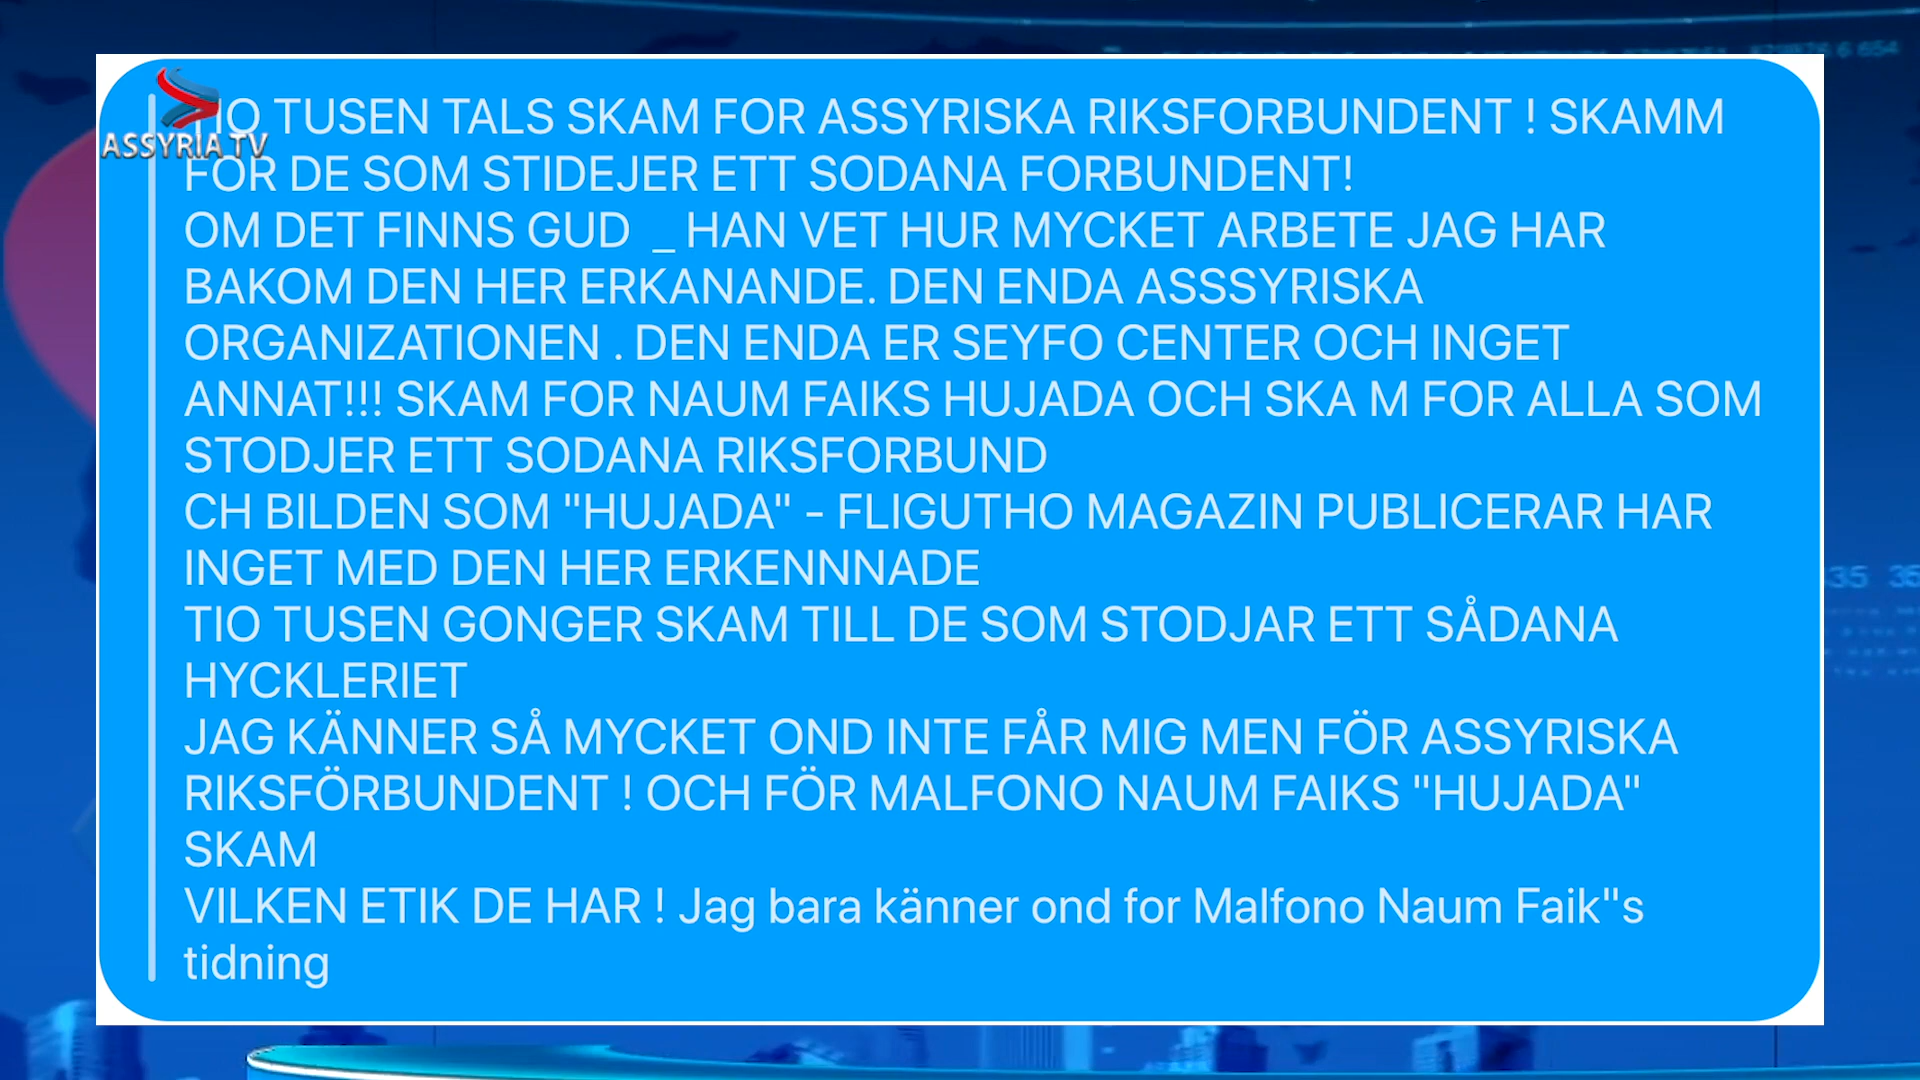 ASSYRIA TV
TIO TUSEN TALS SKAM FOR ASSYRISKA RIKSFORBUNDENT ! SKAMM
FOR DE SOM STIDEJER ETT SODANA FORBUNDENT!
OM DET FINNS GUD _ HAN VET HUR MYCKET ARBETE JAG HAR
BAKOM DEN HER ERKANANDE. DEN ENDA ASSSYRISKA
ORGANIZATIONEN . DEN ENDA ER SEYFO CENTER OCH INGET
ANNAT!!! SKAM FOR NAUM FAIKS HUJADA OCH SKA M FOR ALLA SOM
STODJER ETT SODANA RIKSFORBUND
CH BILDEN SOM "HUJADA" - FLIGUTHO MAGAZIN PUBLICERAR HAR
INGET MED DEN HER ERKENNNADE
TIO TUSEN GONGER SKAM TILL DE SOM STODJAR ETT SÅDANA
HYCKLERIET
JAG KÄNNER SÅ MYCKET OND INTE FÅR MIG MEN FÖR ASSYRISKA
RIKSFÖRBUNDENT ! OCH FÖR MALFONO NAUM FAIKS "HUJADA"
SKAM
VILKEN ETIK DE HAR ! Jag bara känner ond for Malfono Naum Faik"s
tidning